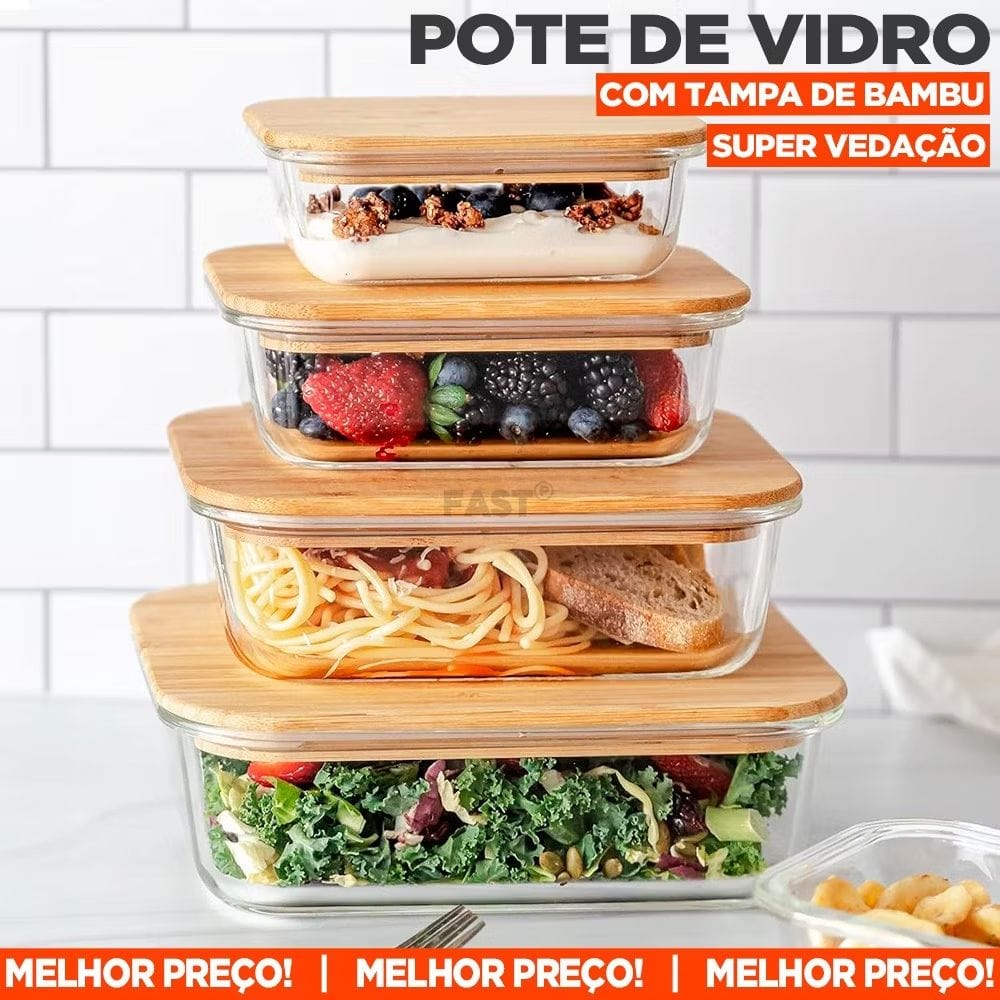 POTE DE VIDRO
COM TAMPA DE BAMBU
SUPER VEDAÇÃO
FAST P
MELHOR PREÇO! | MELHOR PREÇO! | MELHOR PREÇO!